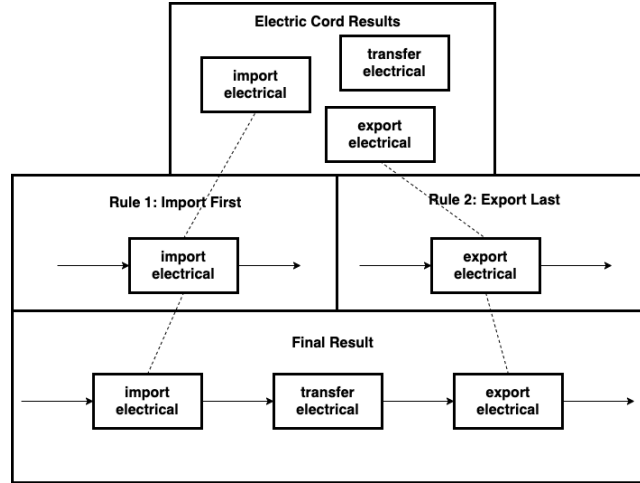 Electric Cord Results
import
electrical
transfer
electrical
export
electrical
Rule 1: Import First
import
electrical
Rule 2: Export Last
export
electrical
Final Result
import
electrical
transfer
electrical
export
electrical